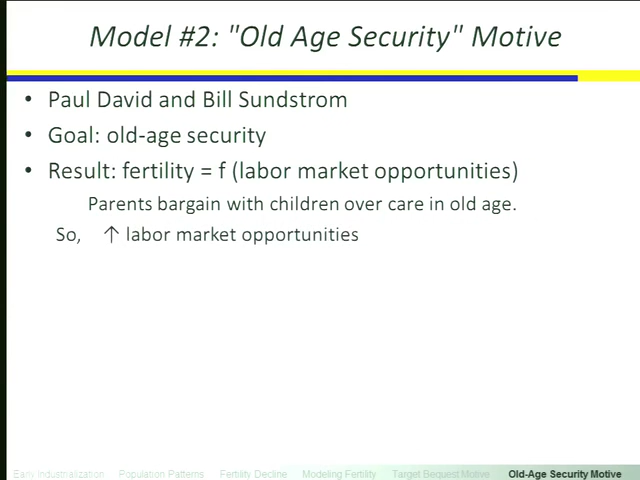 Model #2: "Old Age Security" Motive
• Paul David and Bill Sundstrom
• Goal: old-age security
• Result: fertility = f (labor market opportunities)
Parents bargain with children over care in old age.
So, ↑ labor market opportunities
Early Industrialization Population Patterns Fertility Decline Modeling Fertility Target Bequest Motive Old-Age Security Motive